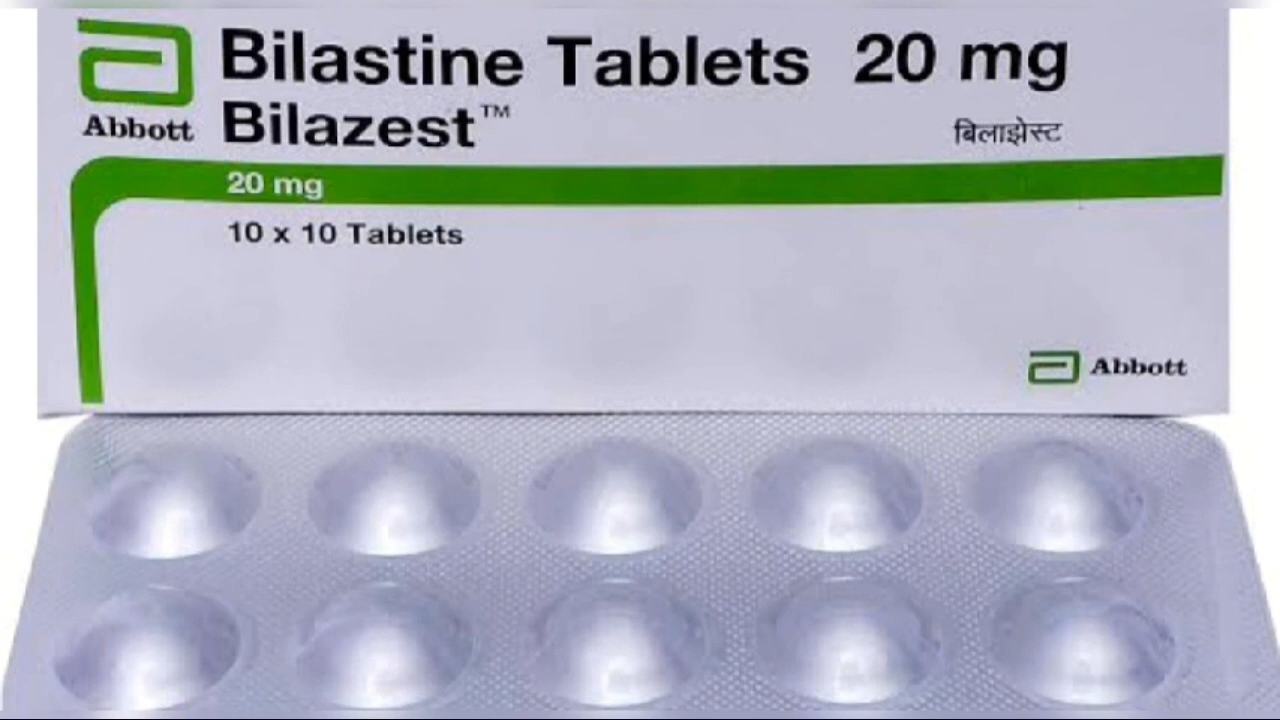 Bilastine Tablets 20 mg
Abbott
Bilazest™
बिलाझेस्ट
20 mg
10 x 10 Tablets
Abbott